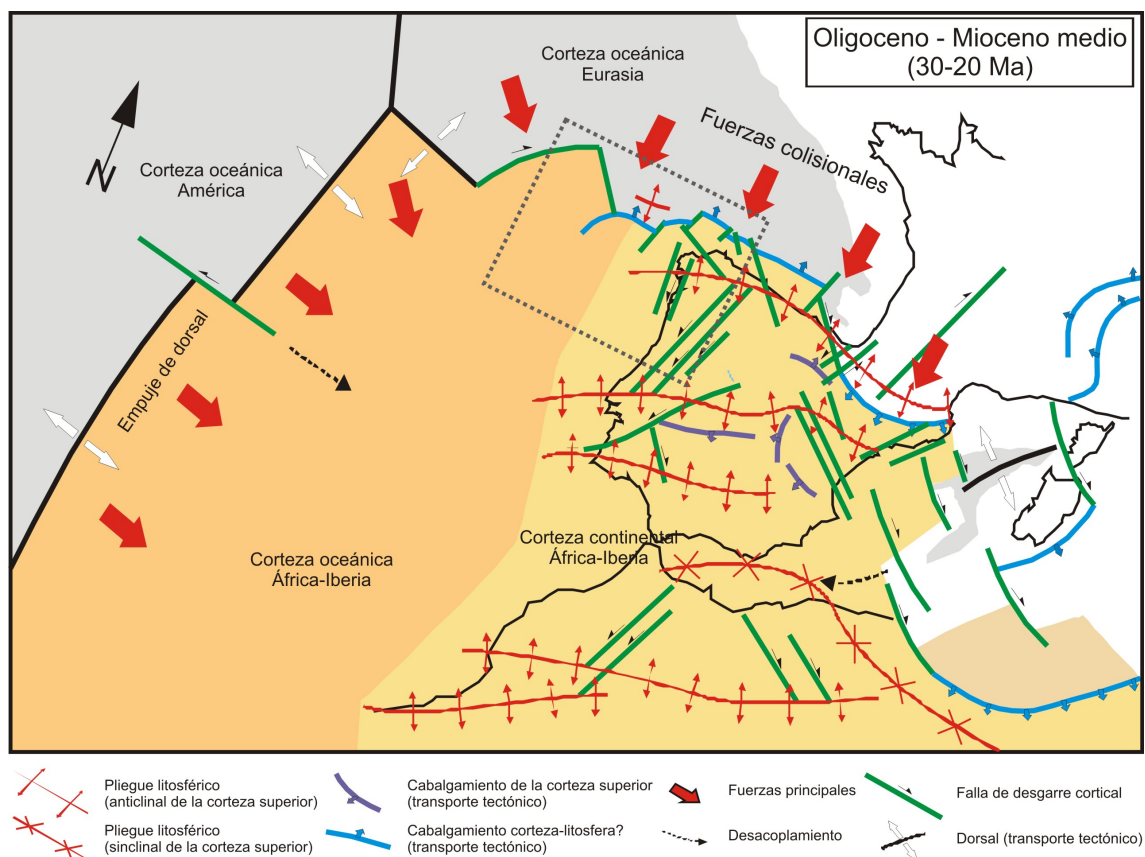 Oligoceno - Mioceno medio
(30-20 Ma)
Corteza oceánica
Eurasia
Fuerzas colisionales
N
Corteza oceánica
América
Empuje de dorsal
Corteza oceánica
África-Iberia
Corteza continental
África-Iberia
Pliegue litosférico
(anticlinal de la corteza superior)
Pliegue litosférico
(sinclinal de la corteza superior)
Cabalgamiento de la corteza superior
(transporte tectónico)
Cabalgamiento corteza-litosfera?
(transporte tectónico)
Fuerzas principales
Desacoplamiento
Falla de desgarre cortical
Dorsal (transporte tectónico)